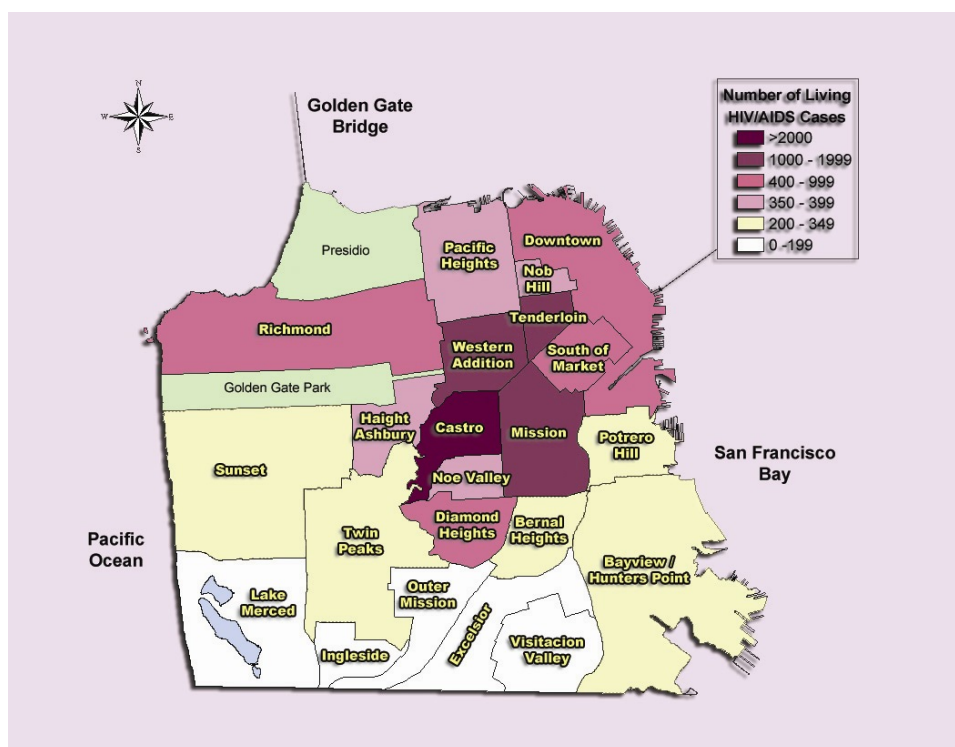 N
W
E
S
Golden Gate
Bridge
Number of Living
HIV/AIDS Cases
>2000
1000 - 1999
400 - 999
350 - 399
200 - 349
0 -199
Presidio
Pacific
Heights
Downtown
Nob
Hill
Tenderloin
Richmond
Western
Addition
South of
Market
Golden Gate Park
Haight
Ashbury
Castro
Mission
Potrero
Hill
Sunset
Noe Valley
San Francisco
Bay
Diamond
Heights
Bernal
Heights
Twin
Peaks
Pacific
Ocean
Bayview /
Hunters Point
Lake
Merced
Outer
Mission
Excelsior
Ingleside
Visitacion
Valley